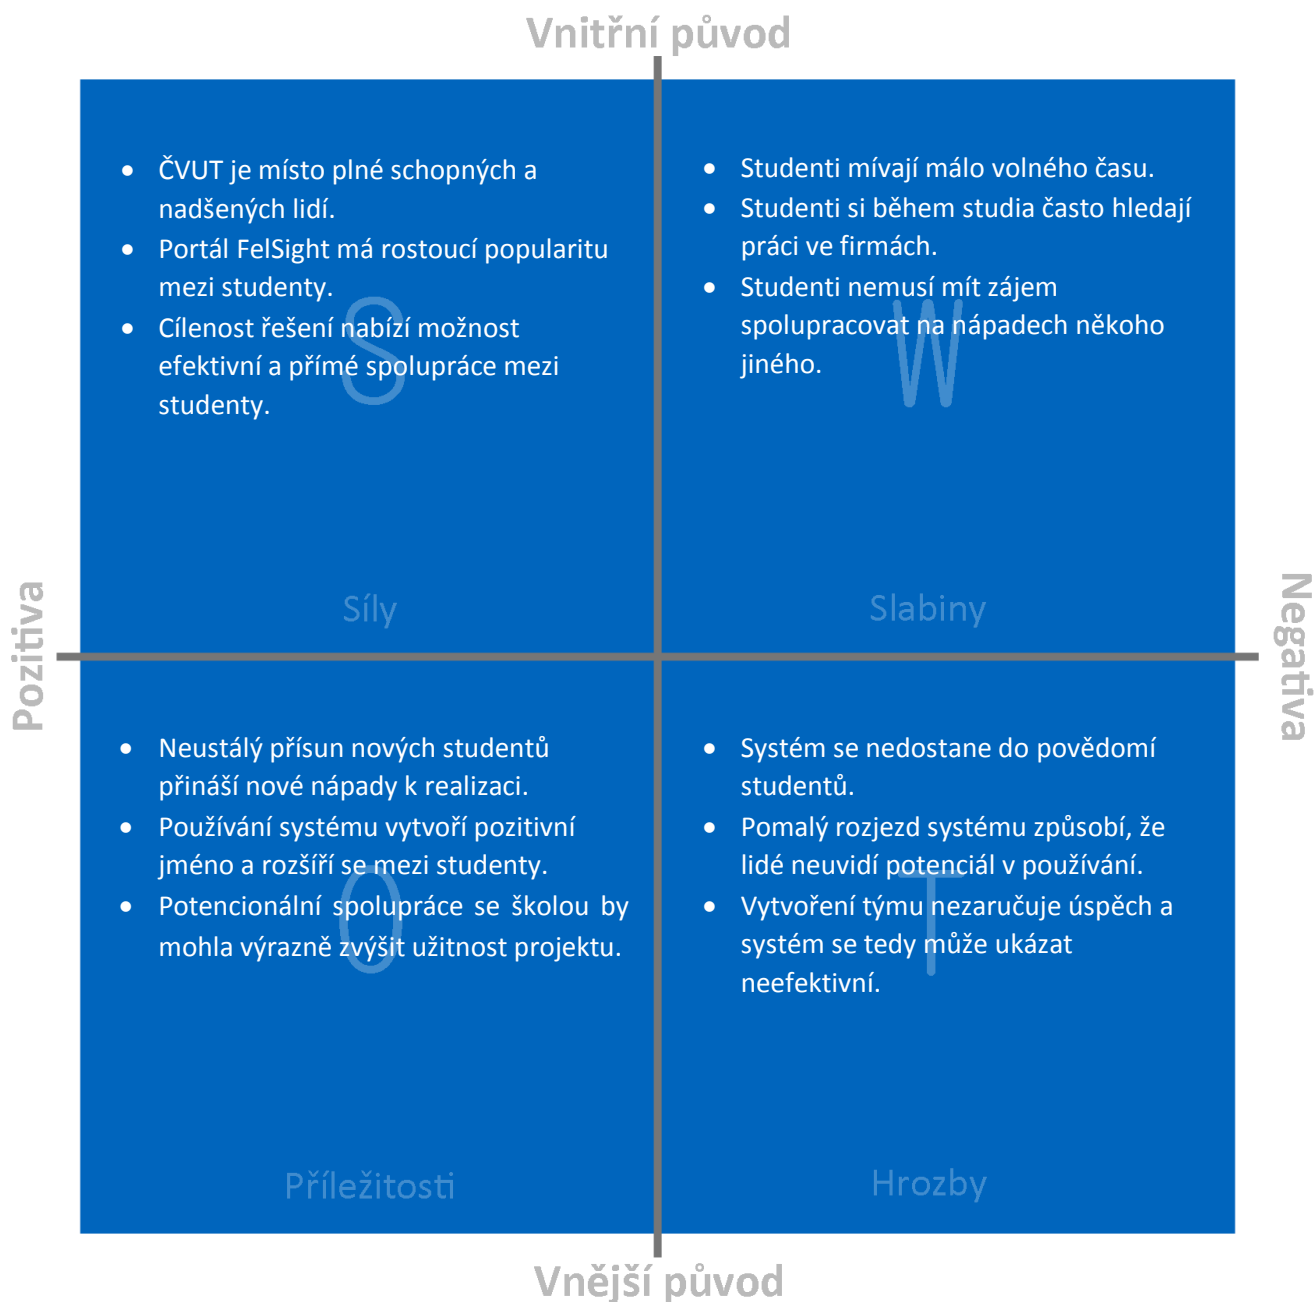 Vnitřní původ
• ČVUT je místo plné schopných a
nadšených lidí.
• Portál FelSight má rostoucí popularitu
mezi studenty.
• Cílenost řešení nabízí možnost
efektivní a přímé spolupráce mezi
studenty.
S
Síly
• Studenti mívají málo volného času.
• Studenti si během studia často hledají
práci ve firmách.
• Studenti nemusí mít zájem
spolupracovat na nápadech někoho
jiného.
W
Slabiny
Pozitiva
Negativa
• Neustálý přísun nových studentů
přináší nové nápady k realizaci.
• Používání systému vytvoří pozitivní
jméno a rozšíří se mezi studenty.
• Potencionální spolupráce se školou by
mohla výrazně zvýšit užitnost projektu.
O
Příležitosti
• Systém se nedostane do povědomí
studentů.
• Pomalý rozjezd systému způsobí, že
lidé neuvidí potenciál v používání.
• Vytvoření týmu nezaručuje úspěch a
systém se tedy může ukázat
neefektivní.
T
Hrozby
Vnější původ